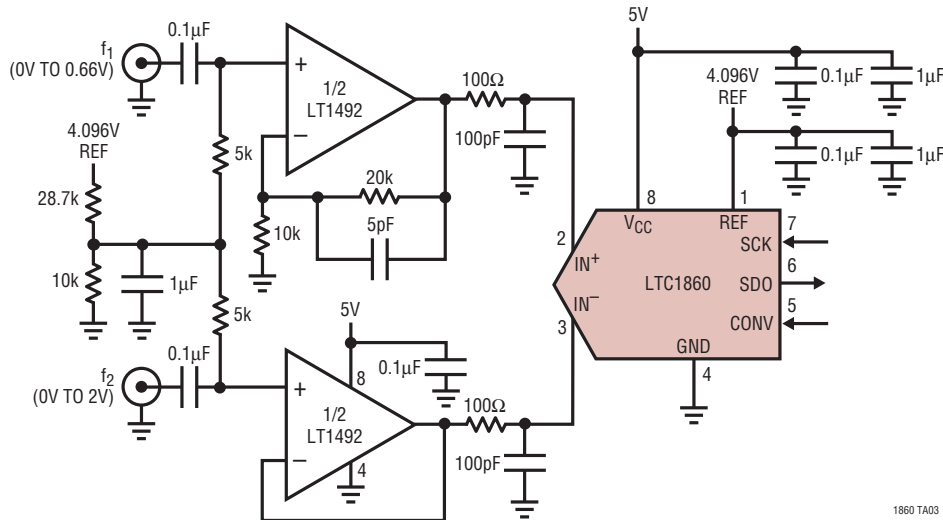 f1
(0V TO 0.66V)
0.1µF
+
1/2
LT1492
−
100Ω
100pF
5V
4.096V
REF
0.1µF
1µF
0.1µF
1µF
4.096V
REF
28.7k
10k
1µF
5k
5k
10k
20k
5pF
2
IN+
IN−
3
8
VCC
1
REF
LTC1860
7
SCK
6
SDO
5
CONV
GND
4
f2
(0V TO 2V)
0.1µF
5V
8
0.1µF
+
1/2
LT1492
−
4
100Ω
100pF
1860 TA03